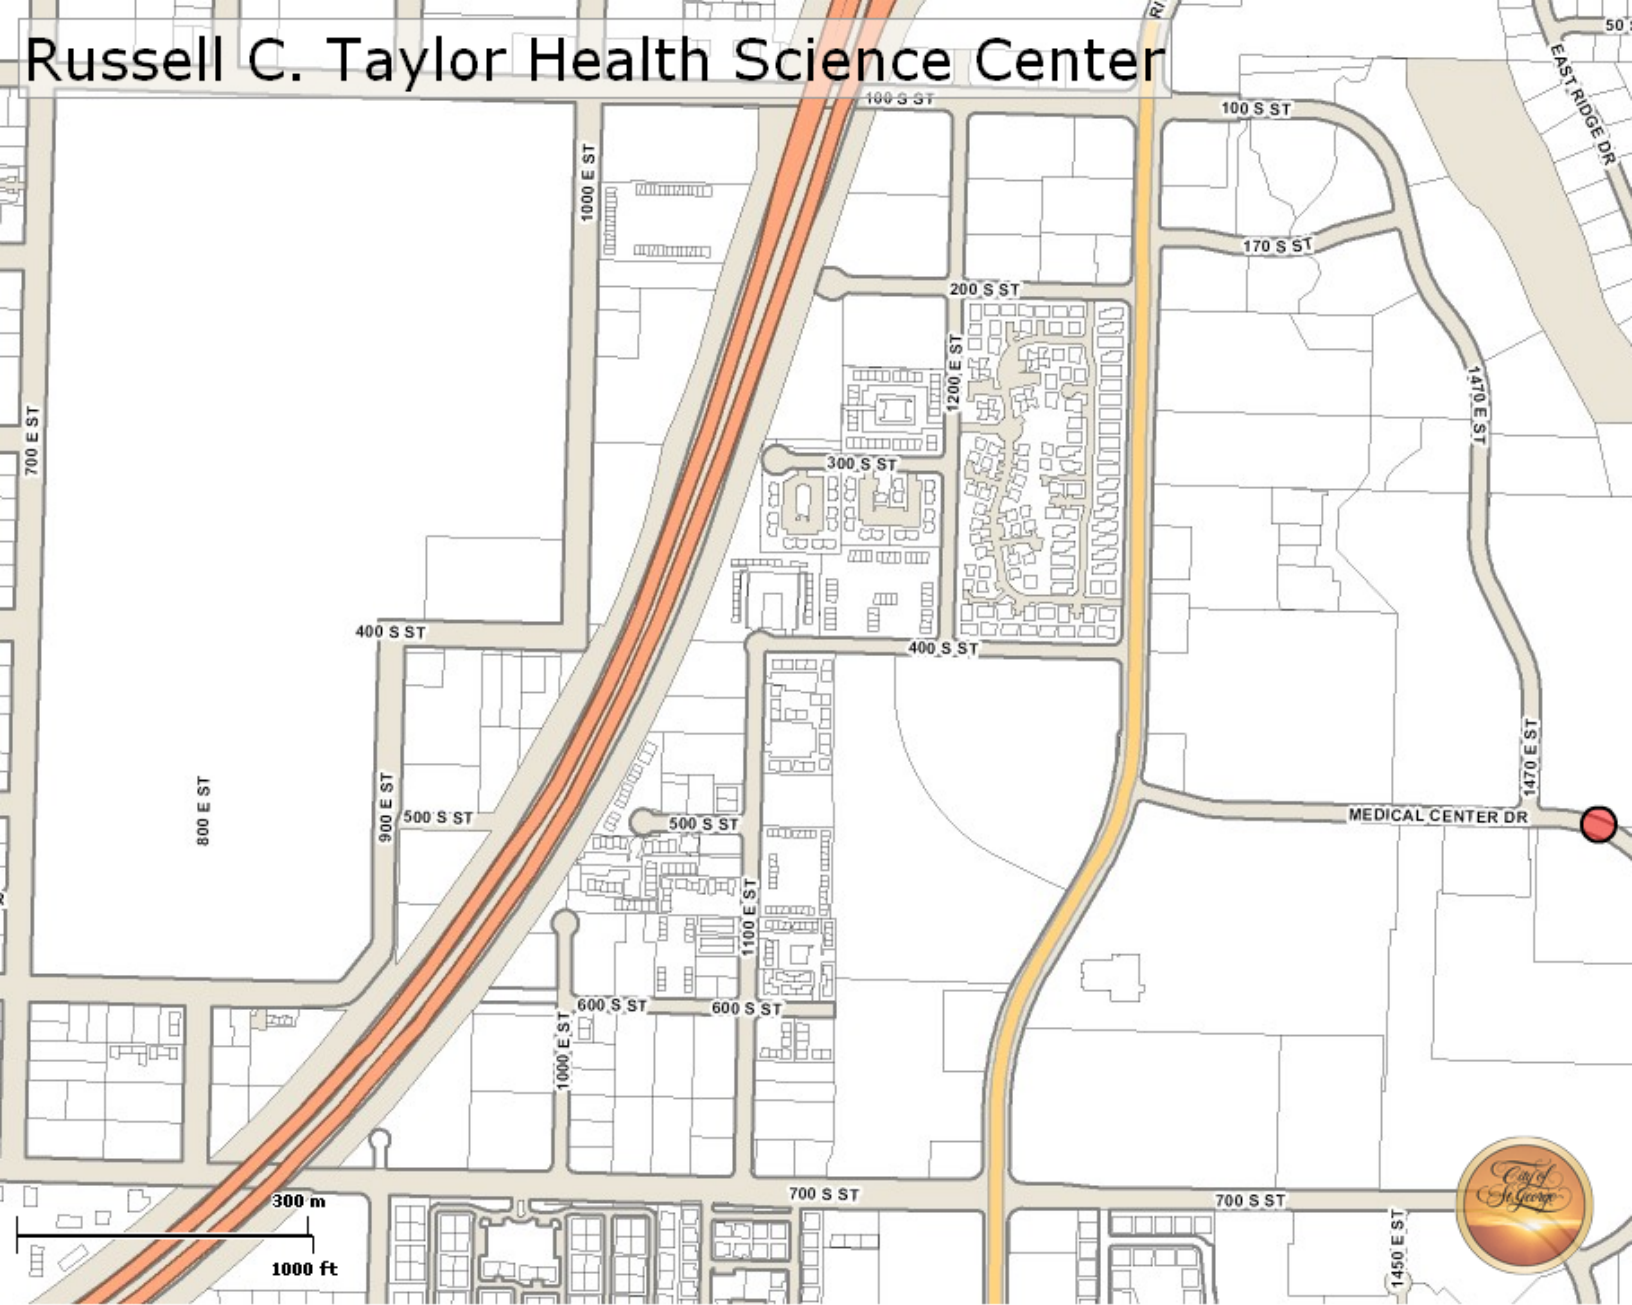 Russell C. Taylor Health Science Center
RI
50
EAST RIDGE DR
100 S ST
100 S ST
1000 E ST
170 S ST
200 S ST
1200 E ST
1470 E ST
700 E ST
300 S ST
400 S ST
400 S ST
1470 E ST
800 E ST
900 E ST
500 S ST
500 S ST
MEDICAL CENTER DR
1100 E ST
600 S ST
600 S ST
1000 E ST
700 S ST
700 S ST
1450 E ST
300 m
1000 ft
City of
St. George